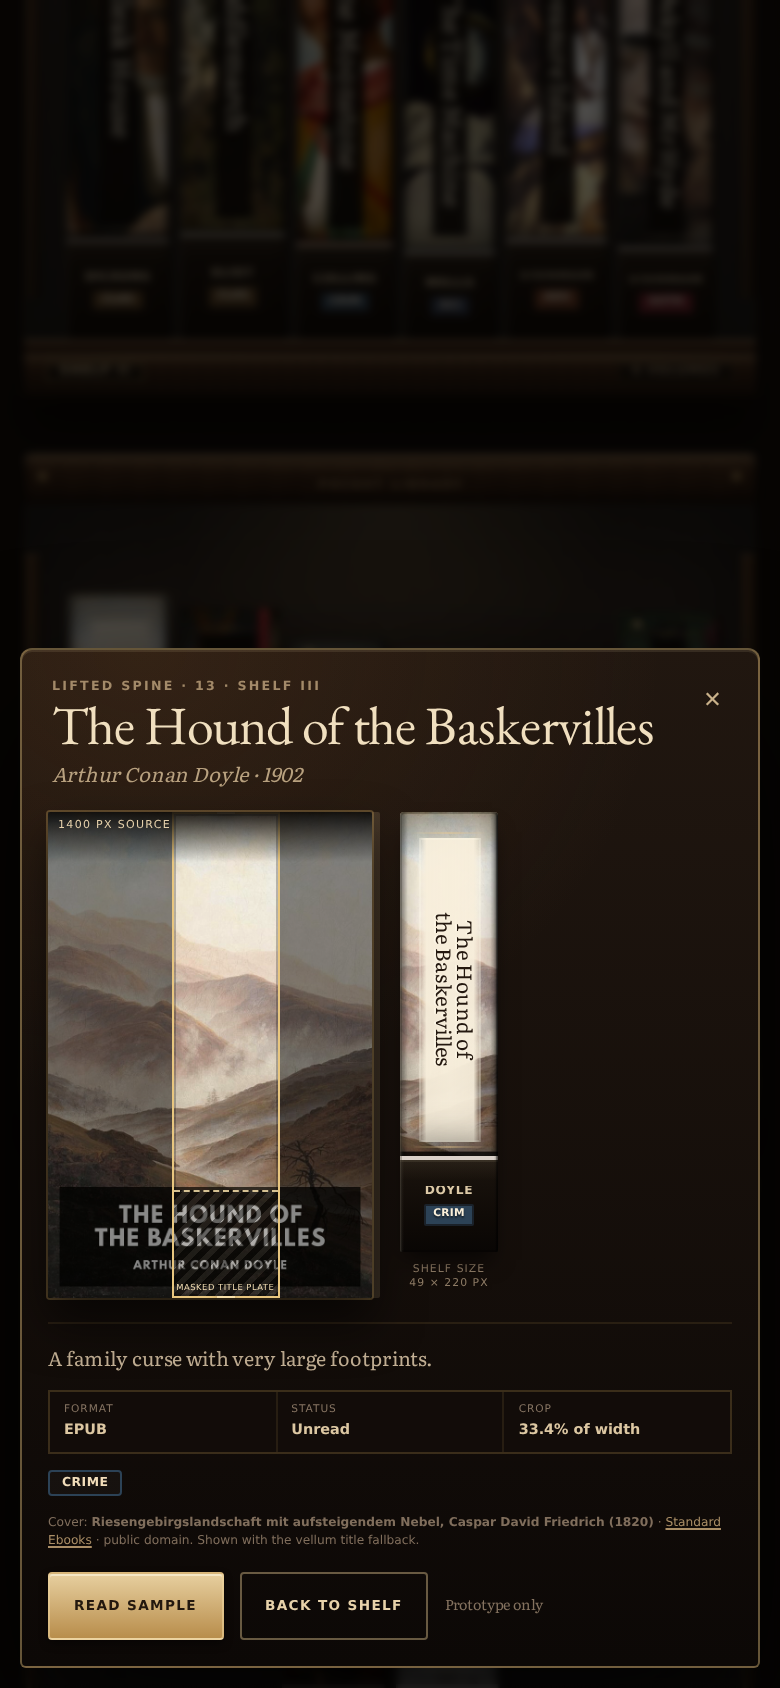 LIFTED SPINE · 13 · SHELF III
The Hound of the Baskervilles
✕
Arthur Conan Doyle · 1902
1400 PX SOURCE
THE HOUND OF
THE BASKERVILLES
ARTHUR CONAN DOYLE
MASKED TITLE PLATE
The Hound of
the Baskervilles
DOYLE
CRIM
SHELF SIZE
49 × 220 PX
A family curse with very large footprints.
FORMAT
EPUB
STATUS
Unread
CROP
33.4% of width
CRIME
Cover: Riesengebirgslandschaft mit aufsteigendem Nebel, Caspar David Friedrich (1820) · Standard
Ebooks · public domain. Shown with the vellum title fallback.
READ SAMPLE
BACK TO SHELF
Prototype only